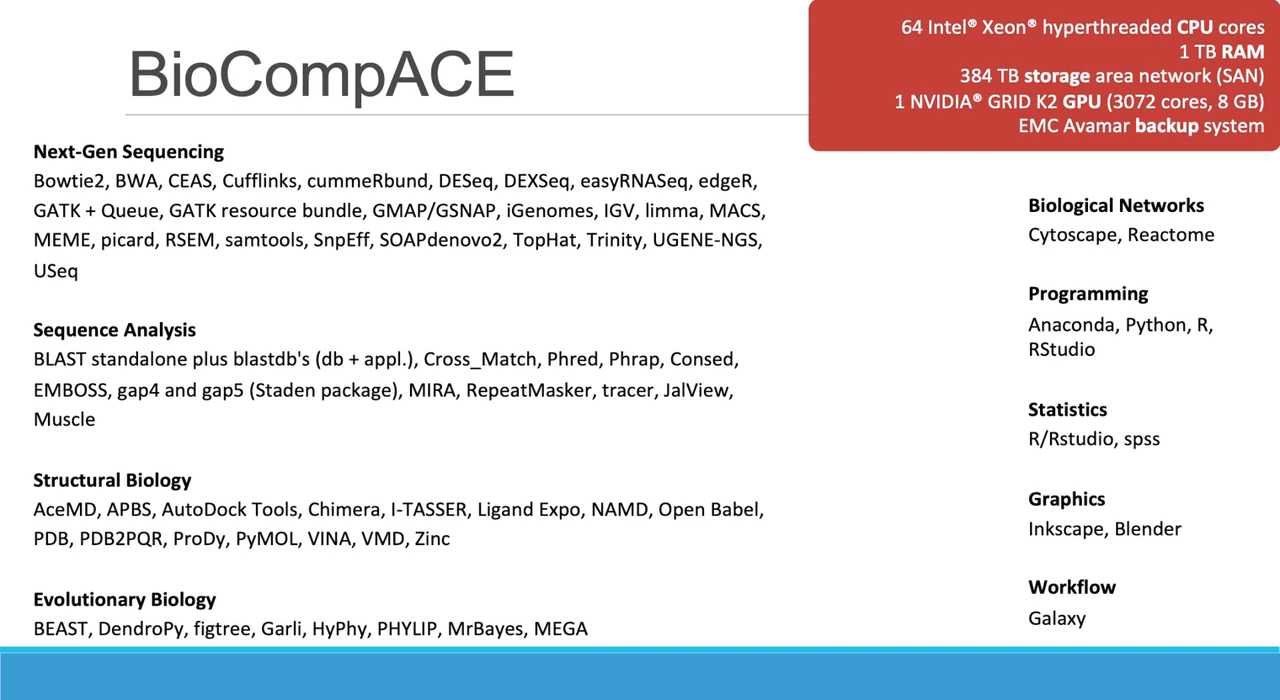 BioCompACE
64 Intel® Xeon® hyperthreaded CPU cores
1 TB RAM
384 TB storage area network (SAN)
1 NVIDIA® GRID K2 GPU (3072 cores, 8 GB)
EMC Avamar backup system
Next-Gen Sequencing
Bowtie2, BWA, CEAS, Cufflinks, cummeRbund, DESeq, DEXSeq, easyRNASeq, edgeR,
GATK + Queue, GATK resource bundle, GMAP/GSNAP, iGenomes, IGV, limma, MACS,
MEME, picard, RSEM, samtools, SnpEff, SOAPdenovo2, TopHat, Trinity, UGENE-NGS,
USeq
Sequence Analysis
BLAST standalone plus blastdb's (db + appl.), Cross_Match, Phred, Phrap, Consed,
EMBOSS, gap4 and gap5 (Staden package), MIRA, RepeatMasker, tracer, JalView,
Muscle
Structural Biology
AceMD, APBS, AutoDock Tools, Chimera, I-TASSER, Ligand Expo, NAMD, Open Babel,
PDB, PDB2PQR, ProDy, PyMOL, VINA, VMD, Zinc
Evolutionary Biology
BEAST, DendroPy, figtree, Garli, HyPhy, PHYLIP, MrBayes, MEGA
Biological Networks
Cytoscape, Reactome
Programming
Anaconda, Python, R,
RStudio
Statistics
R/Rstudio, spss
Graphics
Inkscape, Blender
Workflow
Galaxy